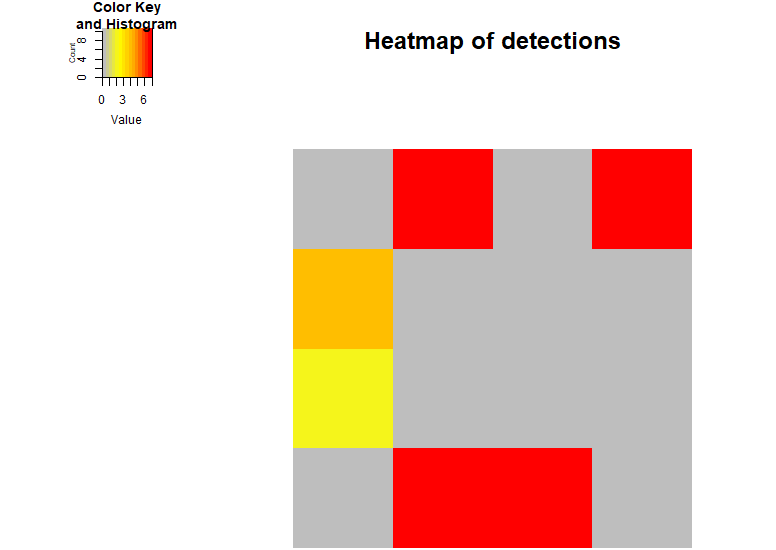 Color Key
and Histogram
Count
0 4 8
0 3 6
Value
Heatmap of detections